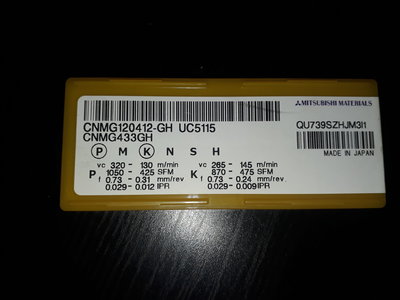 MITSUBISHI MATERIALS
CNMG120412-GH UC5115
CNMG433GH
QU739SZHJM3I1
P M K N S H
MADE IN JAPAN
P vc 320 - 130 m/min
1050 - 425 SFM
f 0.73 - 0.31 mm/rev
0.029 - 0.012 IPR
K vc 265 - 145 m/min
870 - 475 SFM
f 0.73 - 0.24 mm/rev
0.029 - 0.009 IPR